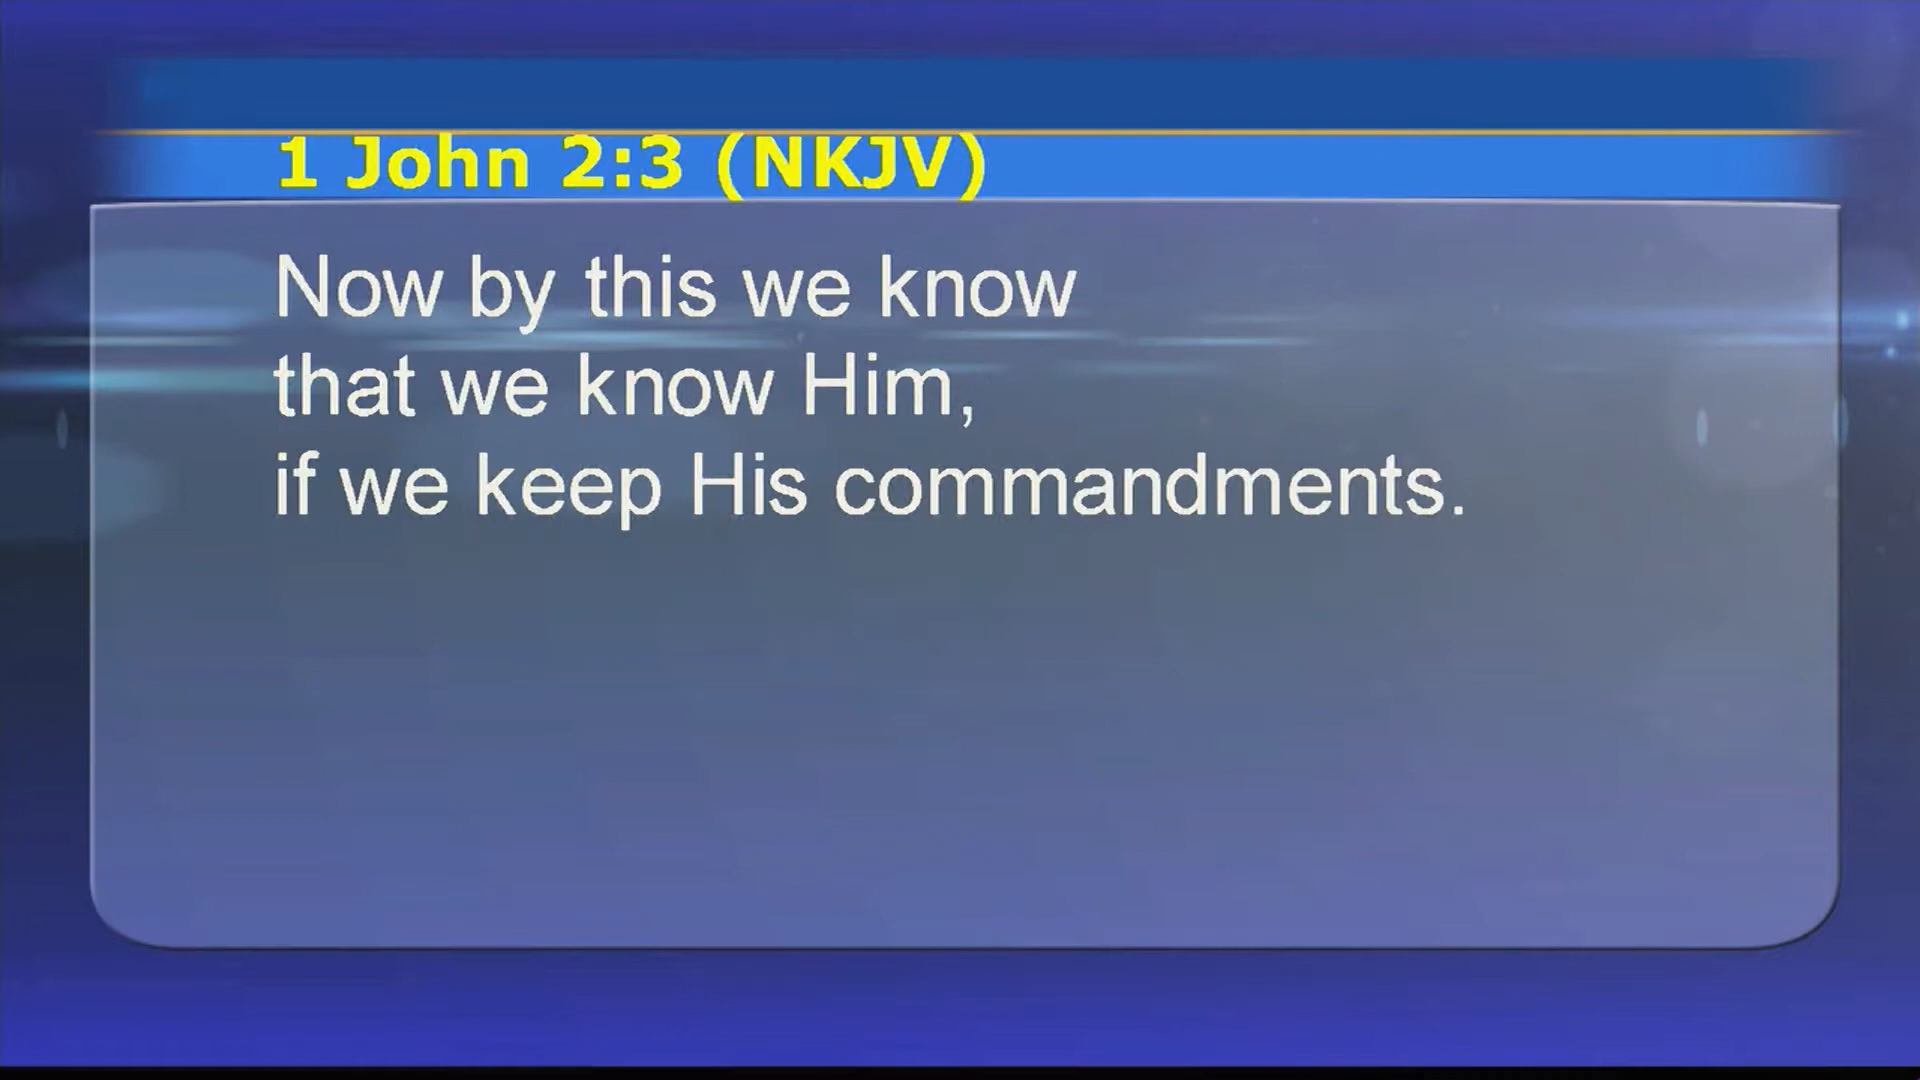 1 John 2:3 (NKJV)
Now by this we know
that we know Him,
if we keep His commandments.